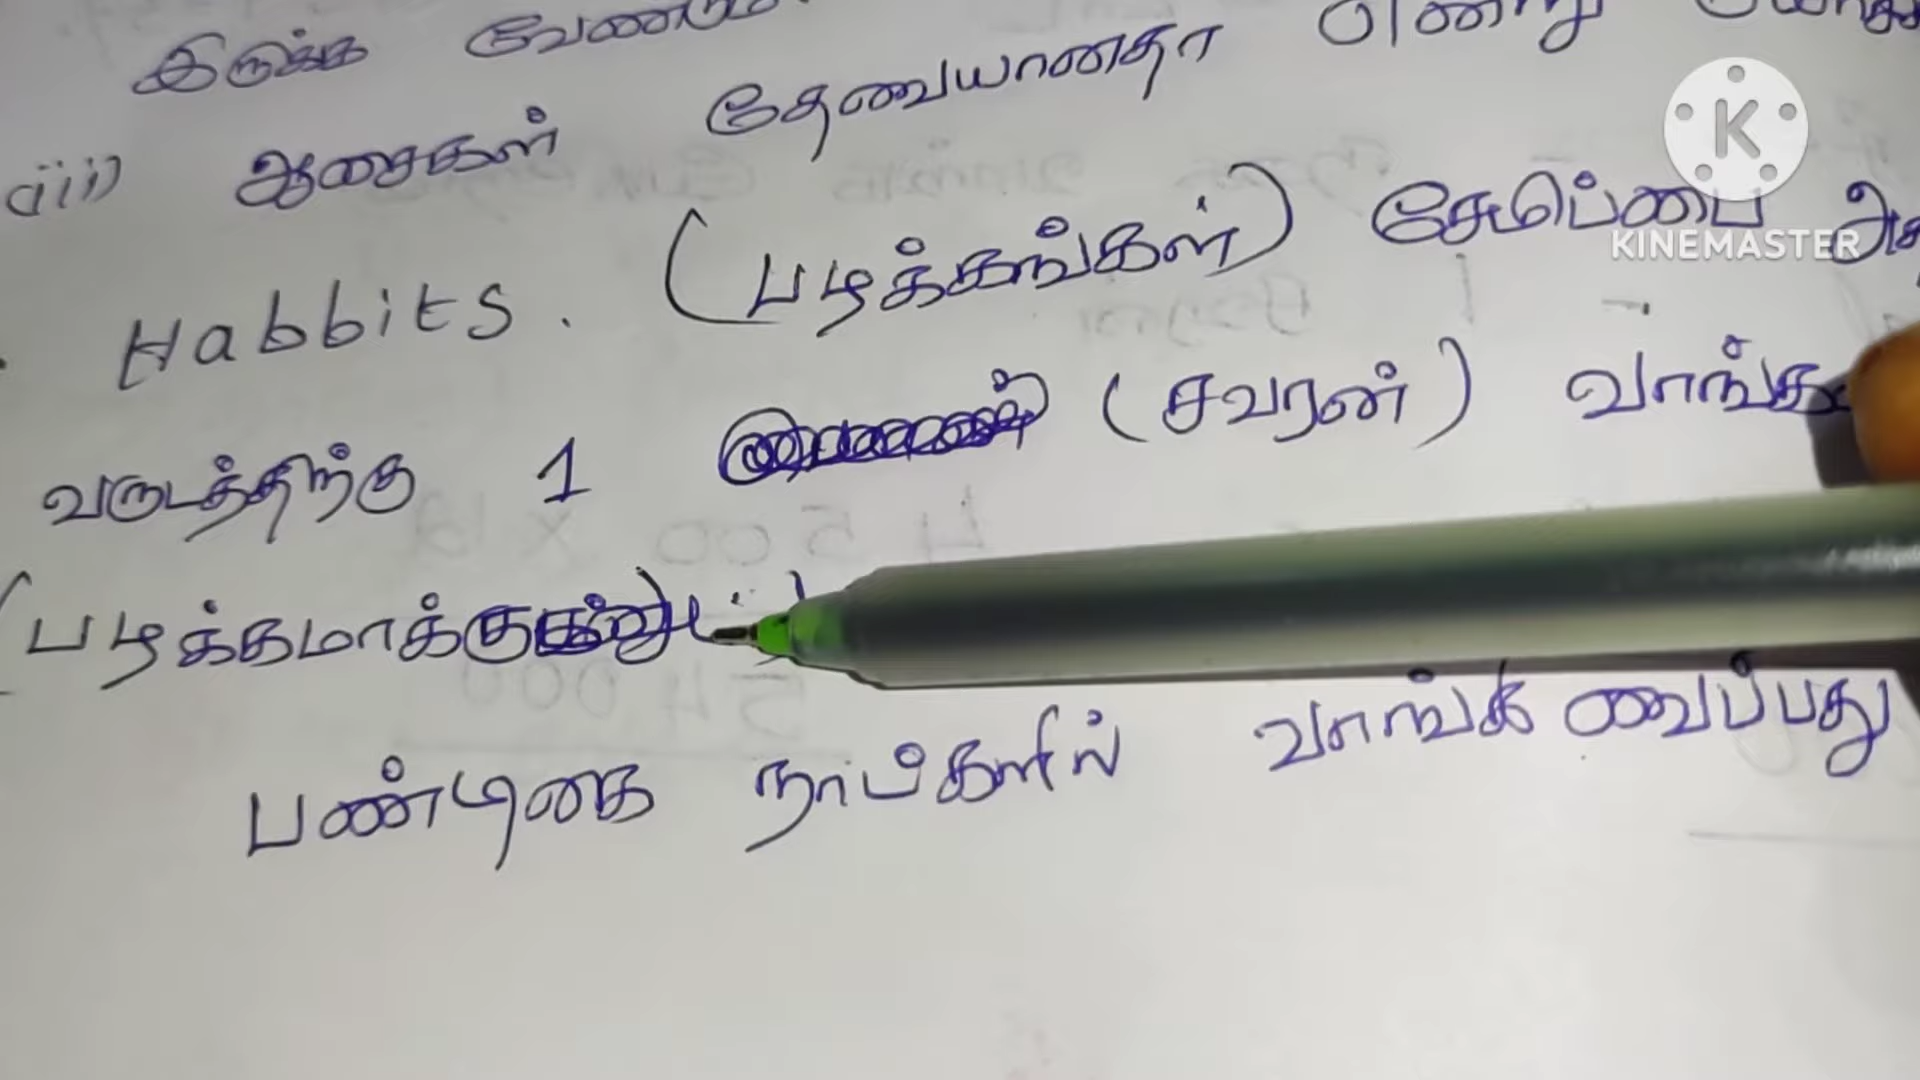 இருக்க வேண்டும்
iii) ஆசைகள் தேவையானதா என்று
Habbits. (பழக்கங்கள்) சேமிப்பை
வருடத்திற்கு 1 (சவரன்) வாங்க
(பழக்கமாக்கு
பண்டிகை நாட்களில் வாங்கி வைப்பது
KINEMASTER